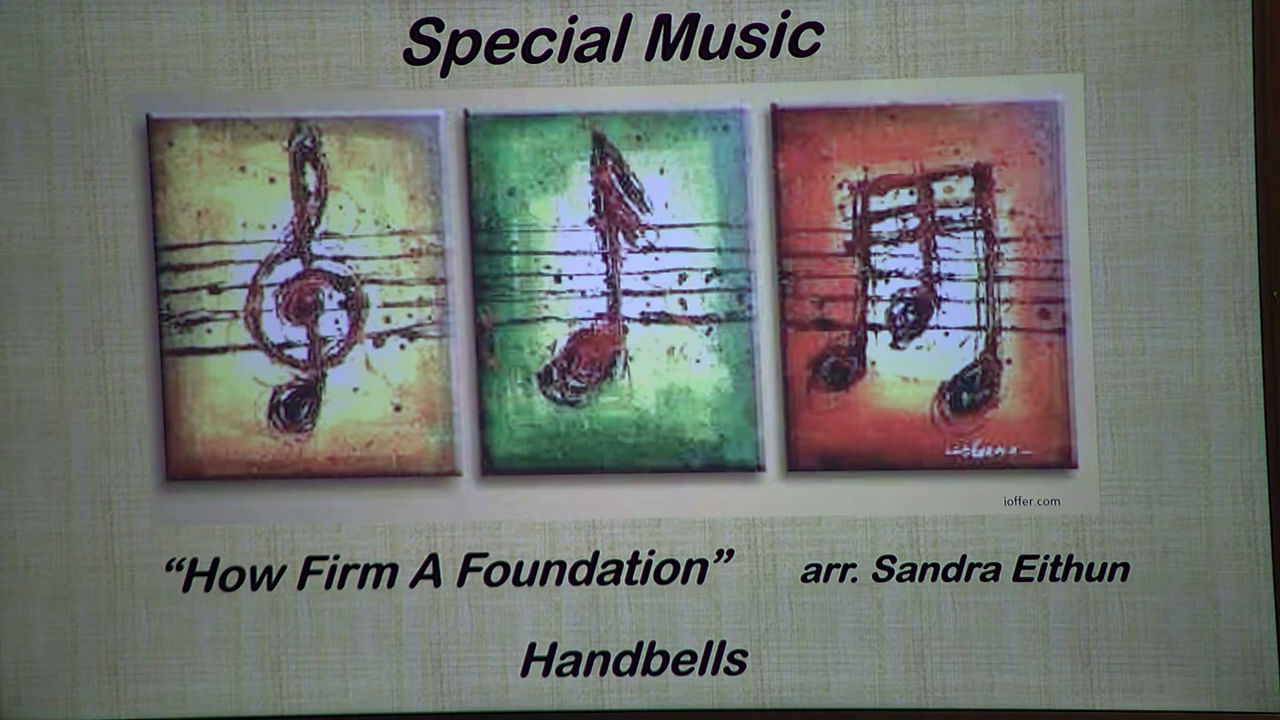 Special Music
ioffer.com
“How Firm A Foundation” arr. Sandra Eithun
Handbells